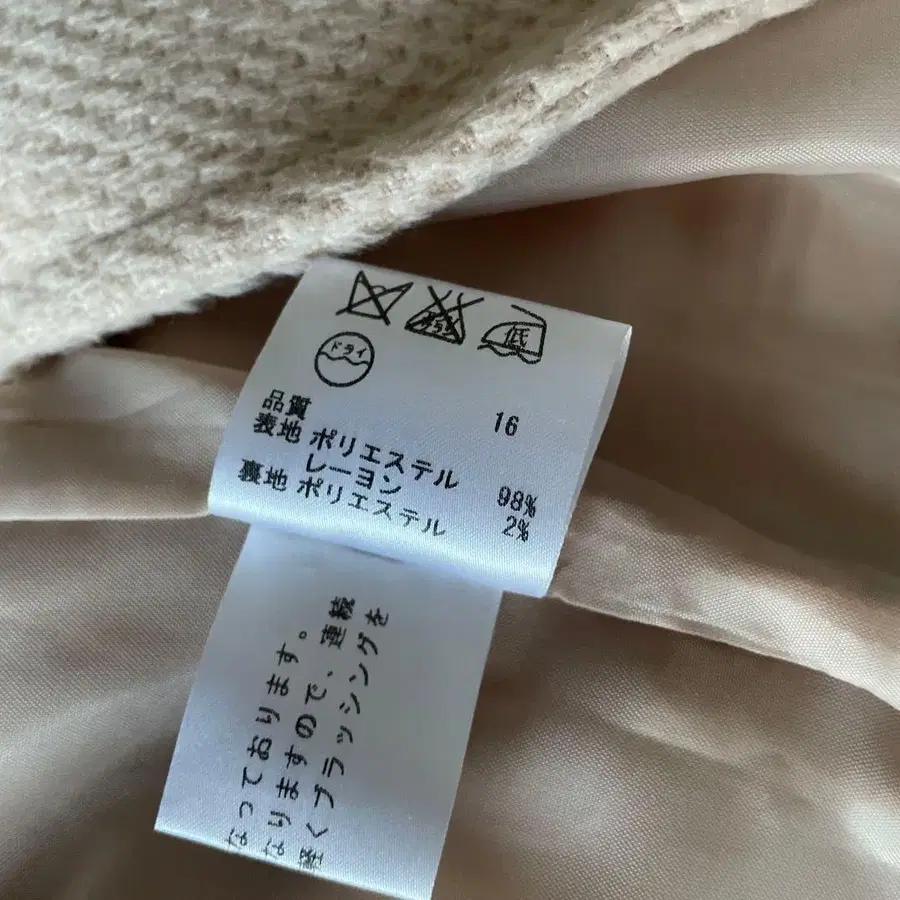 低
ドライ
品質 16
表地 ポリエステル 98%
レーヨン 2%
裏地 ポリエステル
なっております。
なりますので、連続
軽くブラッシングを